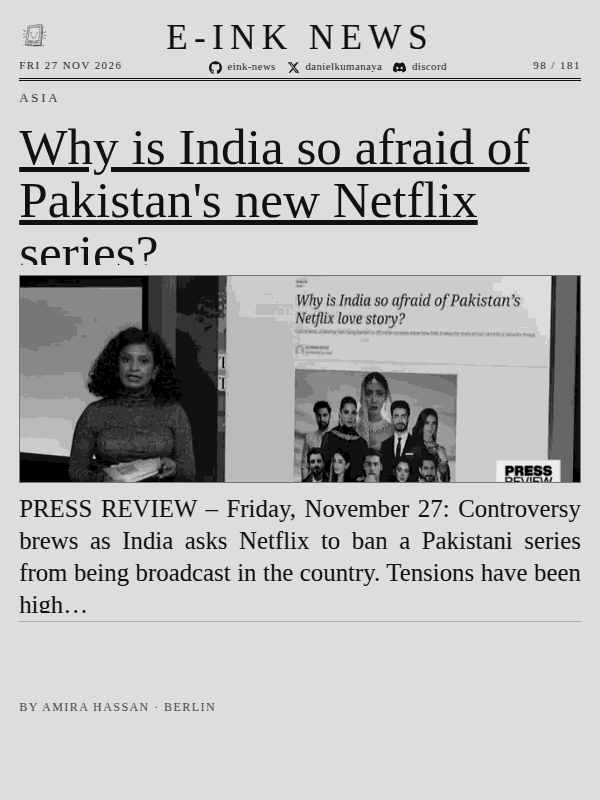 E-INK NEWS
FRI 27 NOV 2026
eink-news
danielkumanaya
discord
98 / 181
ASIA
Why is India so afraid of
Pakistan's new Netflix
series?
Why is India so afraid of Pakistan's
Netflix love story?
PRESS
REVIEW
PRESS REVIEW – Friday, November 27: Controversy
brews as India asks Netflix to ban a Pakistani series
from being broadcast in the country. Tensions have been
high…
BY AMIRA HASSAN · BERLIN